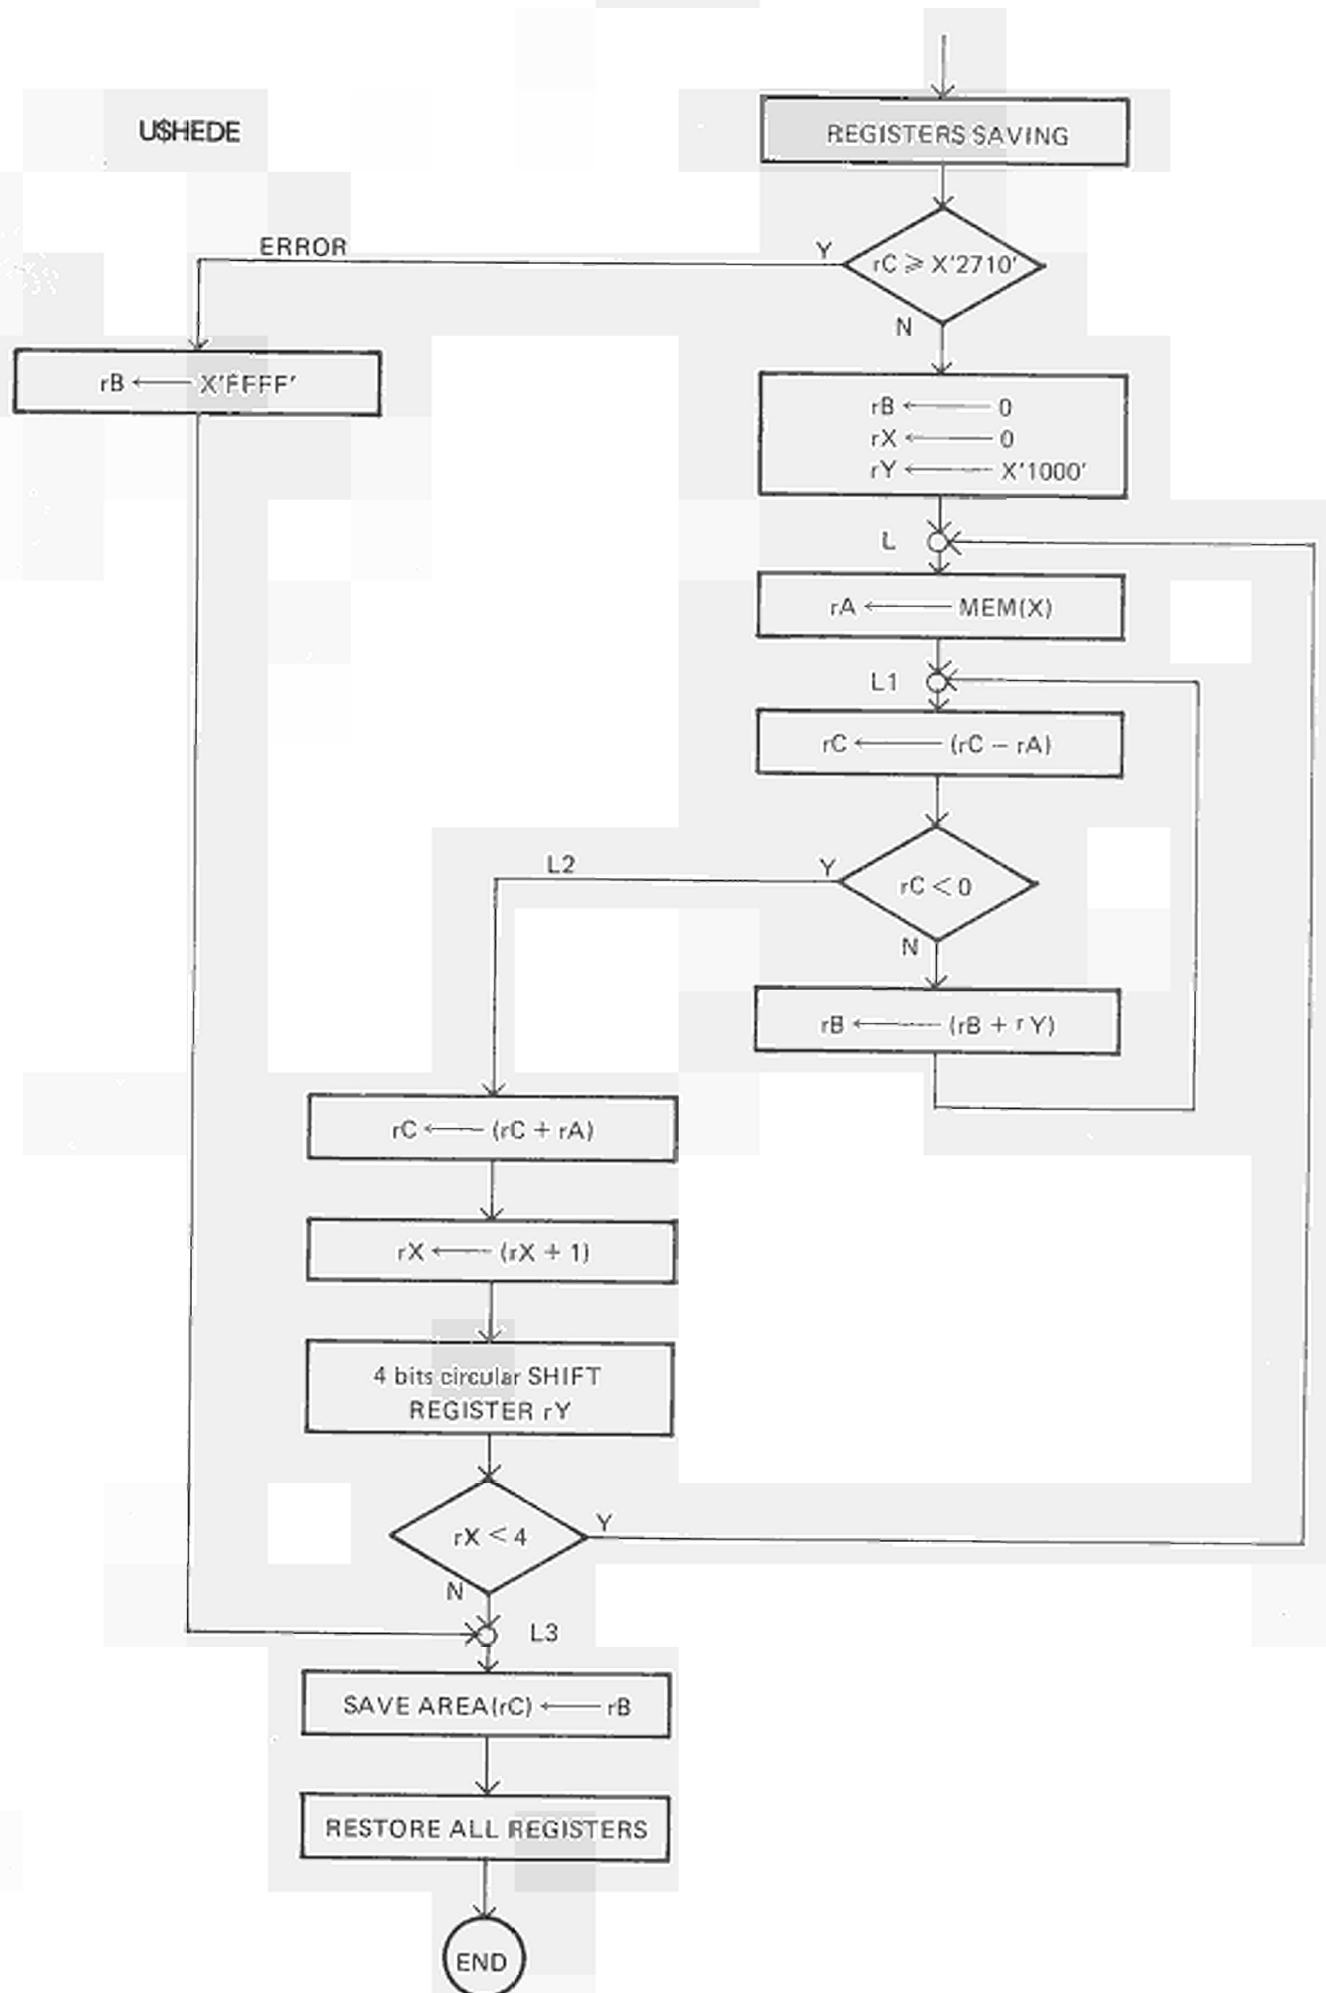 U$HEDE
REGISTERS SAVING
rC ⩾ X'2710'
Y
ERROR
N
rB ← X'FFFF'
rB ← 0
rX ← 0
rY ← X'1000'
L
rA ← MEM(X)
L1
rC ← (rC – rA)
rC < 0
Y
L2
N
rB ← (rB + rY)
rC ← (rC + rA)
rX ← (rX + 1)
4 bits circular SHIFT
REGISTER rY
rX < 4
Y
N
L3
SAVE AREA(rC) ← rB
RESTORE ALL REGISTERS
END